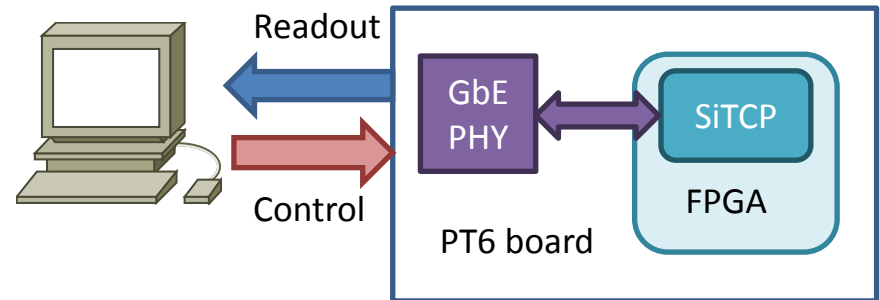 Readout
GbE
PHY
SiTCP
FPGA
Control
PT6 board